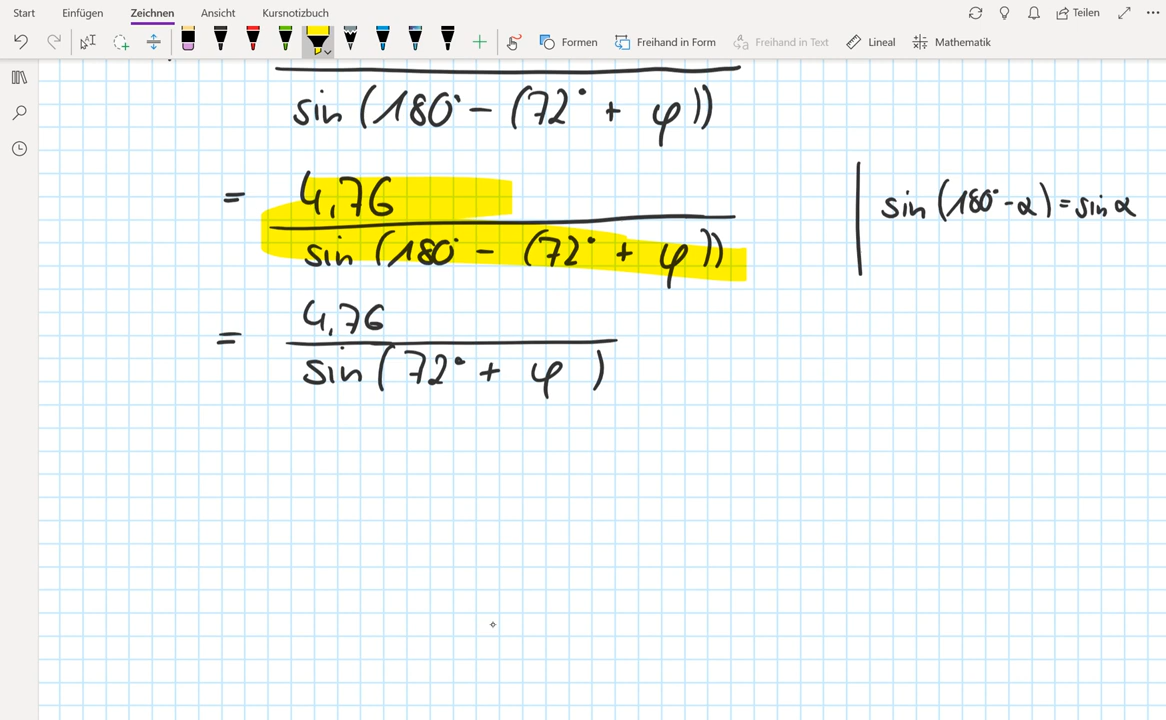 Start Einfügen Zeichnen Ansicht Kursnotizbuch Teilen
Formen Freihand in Form Freihand in Text Lineal Mathematik
sin (180° - (72° + φ))
= 4,76
sin (180° - (72° + φ))
sin (180° - α) = sin α
= 4,76
sin (72° + φ)